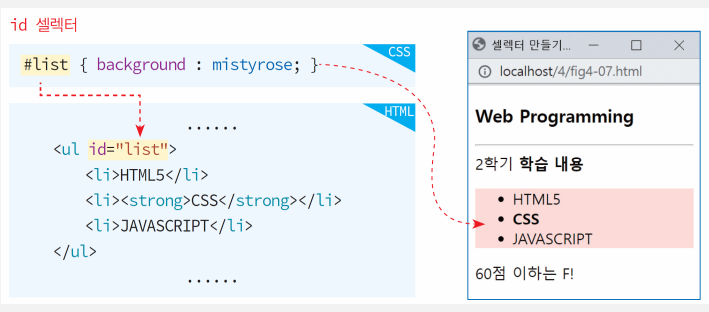 id 셀렉터
CSS
#list { background : mistyrose; }
HTML
......
<ul id="list">
<li>HTML5</li>
<li><strong>CSS</strong></li>
<li>JAVASCRIPT</li>
</ul>
......
셀렉터 만들기...
localhost/4/fig4-07.html
Web Programming
2학기 학습 내용
• HTML5
• CSS
• JAVASCRIPT
60점 이하는 F!